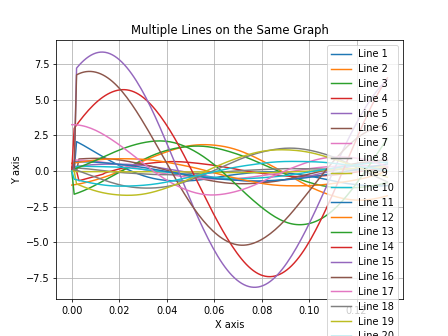 Multiple Lines on the Same Graph
Y axis
7.5
5.0
2.5
0.0
−2.5
−5.0
−7.5
0.00
0.02
0.04
0.06
0.08
0.10
0.12
X axis
Line 1
Line 2
Line 3
Line 4
Line 5
Line 6
Line 7
Line 8
Line 9
Line 10
Line 11
Line 12
Line 13
Line 14
Line 15
Line 16
Line 17
Line 18
Line 19
Line 20